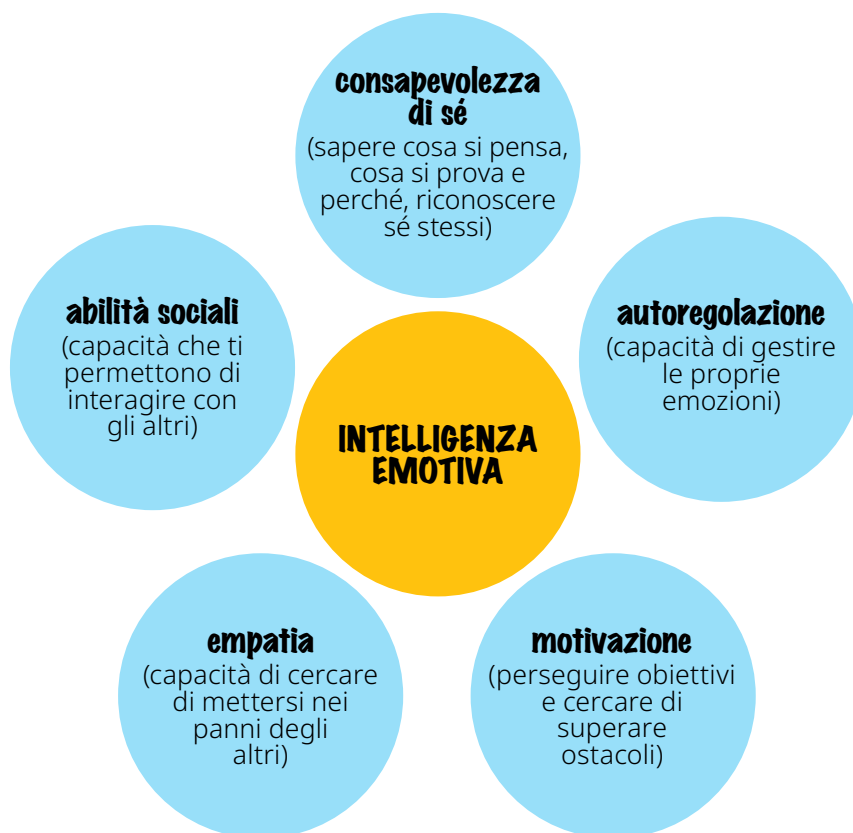 consapevolezza
di sé
(sapere cosa si pensa,
cosa si prova e
perché, riconoscere
sé stessi)
abilità sociali
(capacità che ti
permettono di
interagire con
gli altri)
autoregolazione
(capacità di gestire
le proprie
emozioni)
INTELLIGENZA
EMOTIVA
empatia
(capacità di cercare
di mettersi nei
panni degli
altri)
motivazione
(perseguire obiettivi
e cercare di
superare
ostacoli)